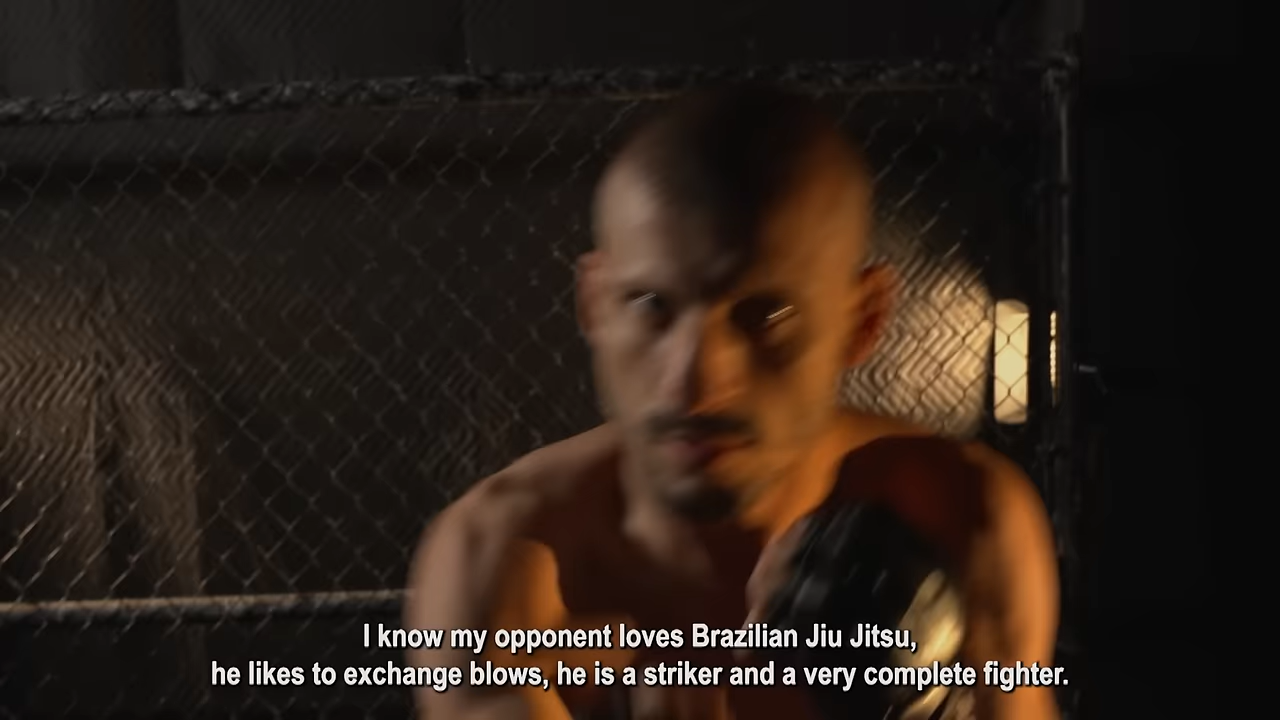 I know my opponent loves Brazilian Jiu Jitsu,
he likes to exchange blows, he is a striker and a very complete fighter.